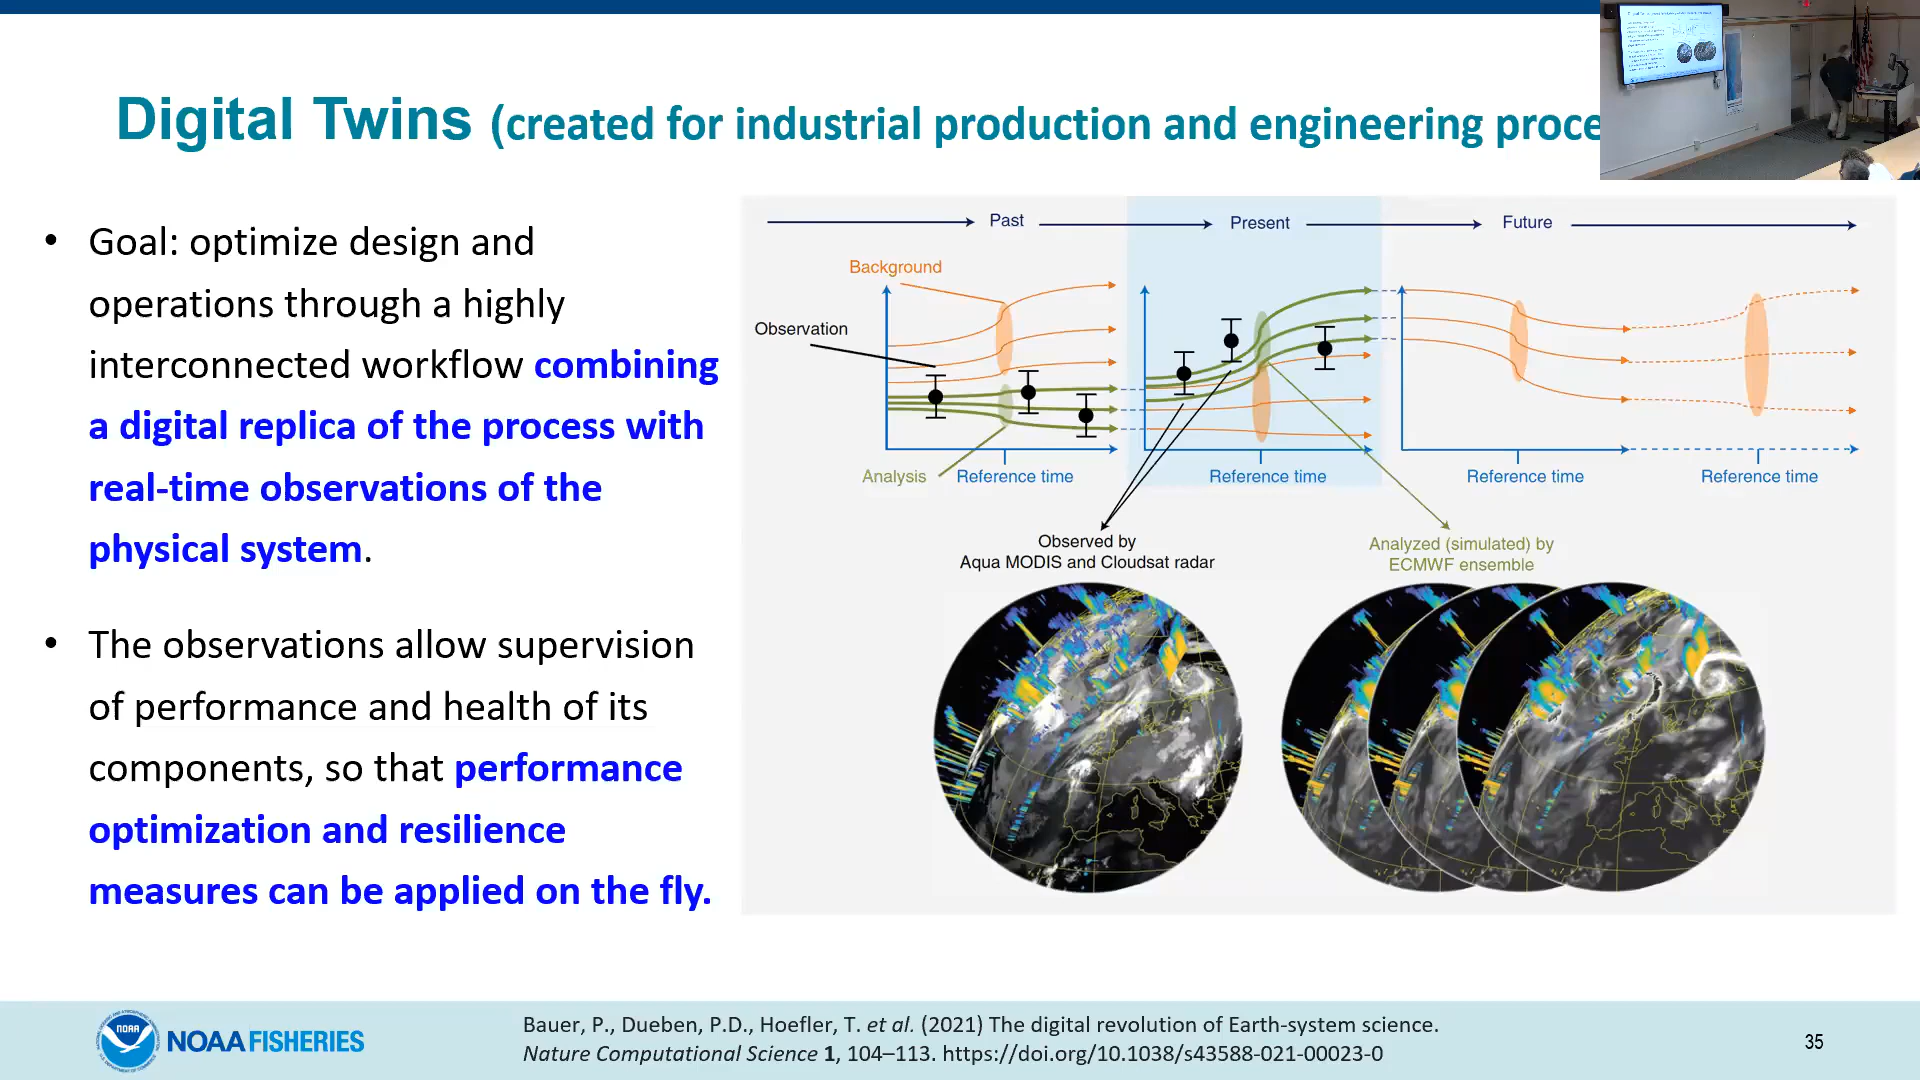 Digital Twins (created for industrial production and engineering proce
• Goal: optimize design and
operations through a highly
interconnected workflow combining
a digital replica of the process with
real-time observations of the
physical system.
• The observations allow supervision
of performance and health of its
components, so that performance
optimization and resilience
measures can be applied on the fly.
Past
Present
Future
Background
Observation
Analysis
Reference time
Reference time
Reference time
Reference time
Observed by
Aqua MODIS and Cloudsat radar
Analyzed (simulated) by
ECMWF ensemble
NOAA
NOAA FISHERIES
Bauer, P., Dueben, P.D., Hoefler, T. et al. (2021) The digital revolution of Earth-system science.
Nature Computational Science 1, 104–113. https://doi.org/10.1038/s43588-021-00023-0
35